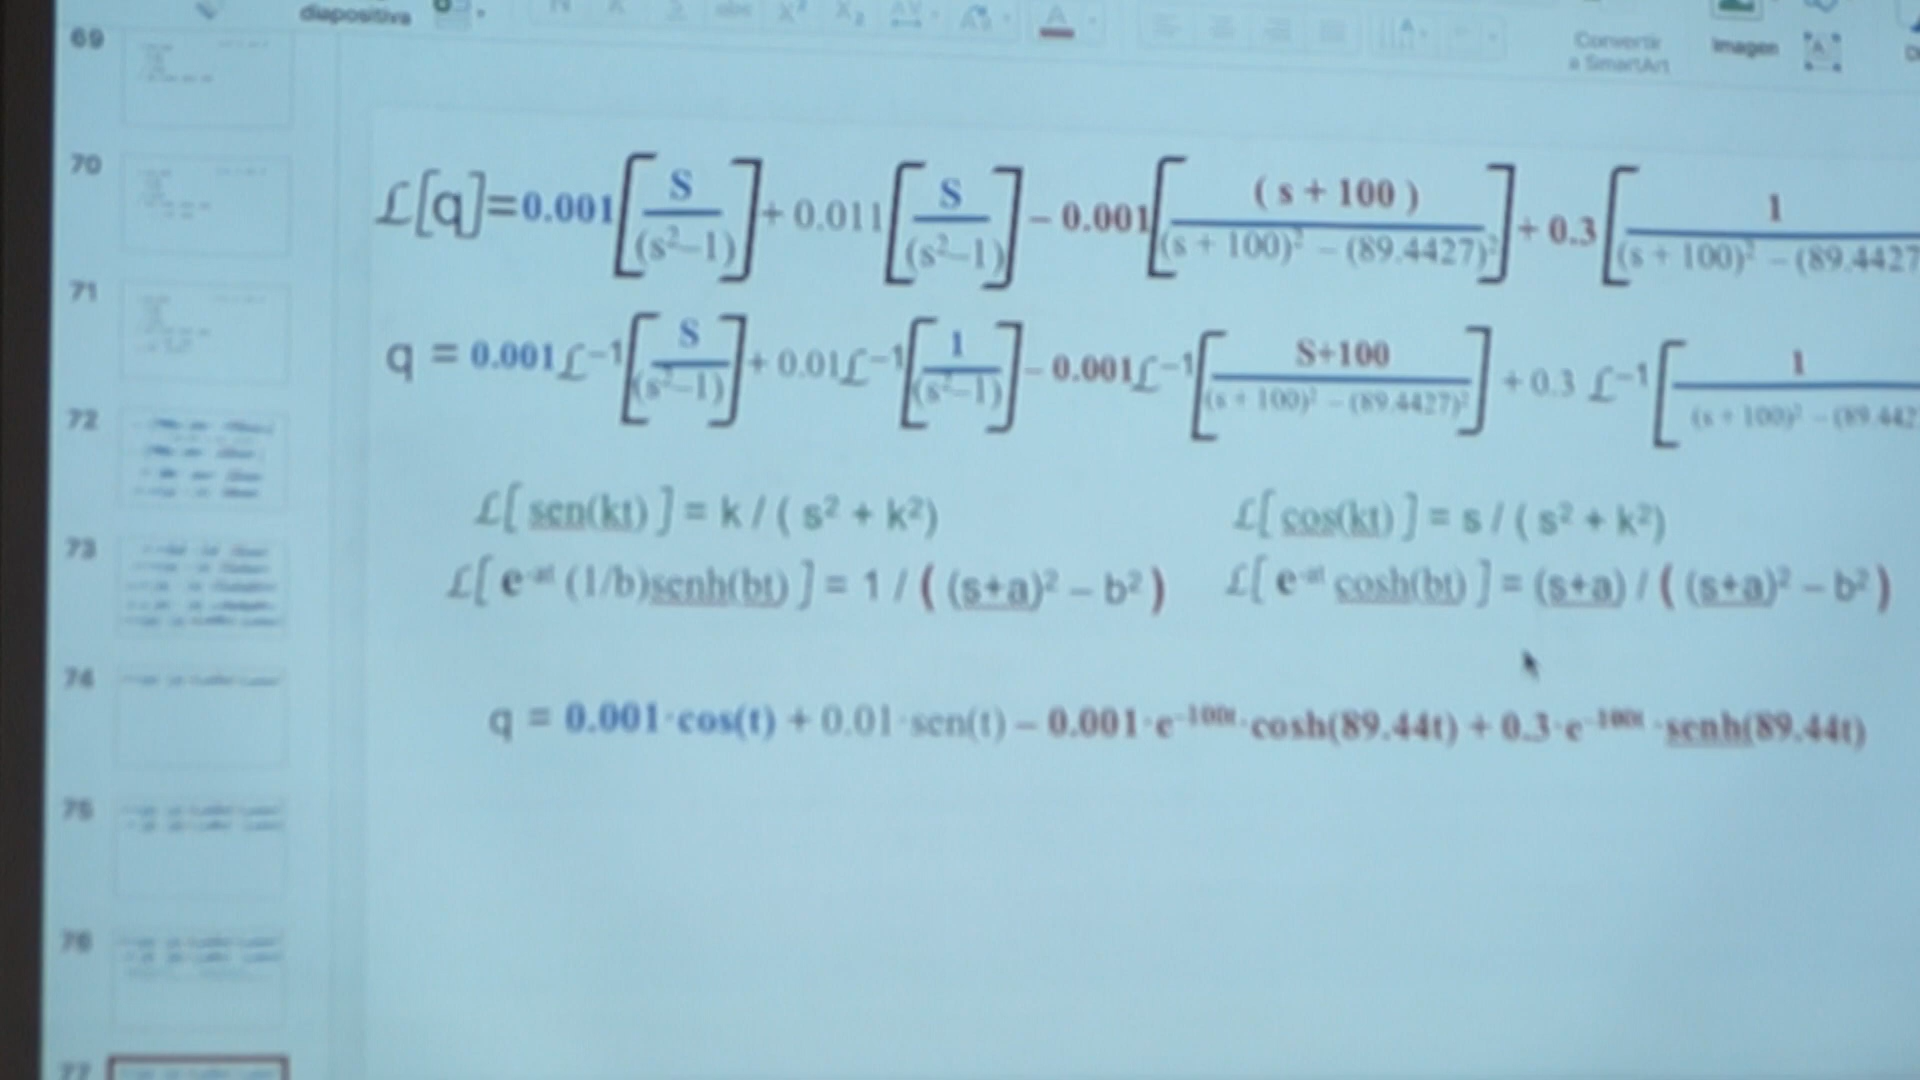 diapositiva
Convertir
a SmartArt
Imagen
69
70
71
72
73
74
75
76
77
ℒ[q]=0.001[S/(s²–1)]+ 0.011[S/(s²–1)] – 0.001[( s + 100 )/(s + 100)² – (89.4427)²] + 0.3[1/(s + 100)² – (89.4427
q = 0.001ℒ⁻¹[S/(s²–1)]+ 0.01ℒ⁻¹[1/(s²–1)] – 0.001ℒ⁻¹[S+100/(s + 100)² – (89.4427)²] + 0.3 ℒ⁻¹[1/(s + 100)² – (89.442
ℒ[ sen(kt) ] = k / ( s² + k²) ℒ[ cos(kt) ] = s / ( s² + k²)
ℒ[ e⁻ᵃᵗ (1/b)senh(bt) ] = 1 / ( (s+a)² – b² ) ℒ[ e⁻ᵃᵗ cosh(bt) ] = (s+a) / ( (s+a)² – b² )
q = 0.001·cos(t) + 0.01·sen(t) – 0.001·e⁻¹⁰⁰ᵗ·cosh(89.44t) + 0.3·e⁻¹⁰⁰ᵗ·senh(89.44t)